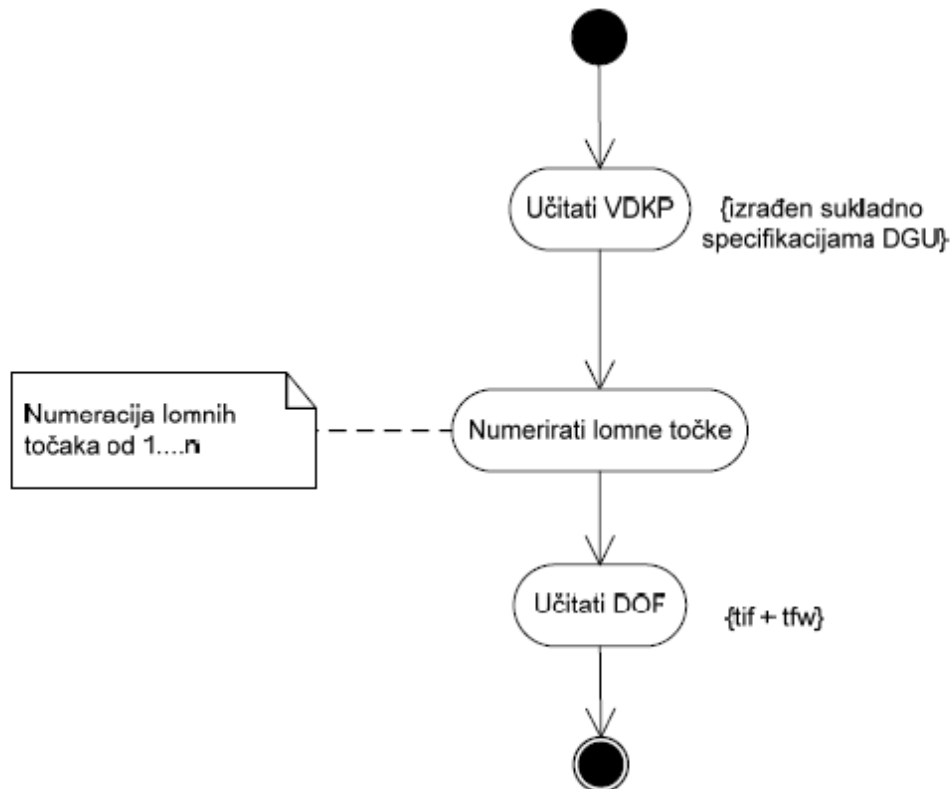 Učitati VDKP
{izrađen sukladno
specifikacijama DGU}
Numeracija lomnih
točaka od 1....n
Numerirati lomne točke
Učitati DOF
{tif + tfw}